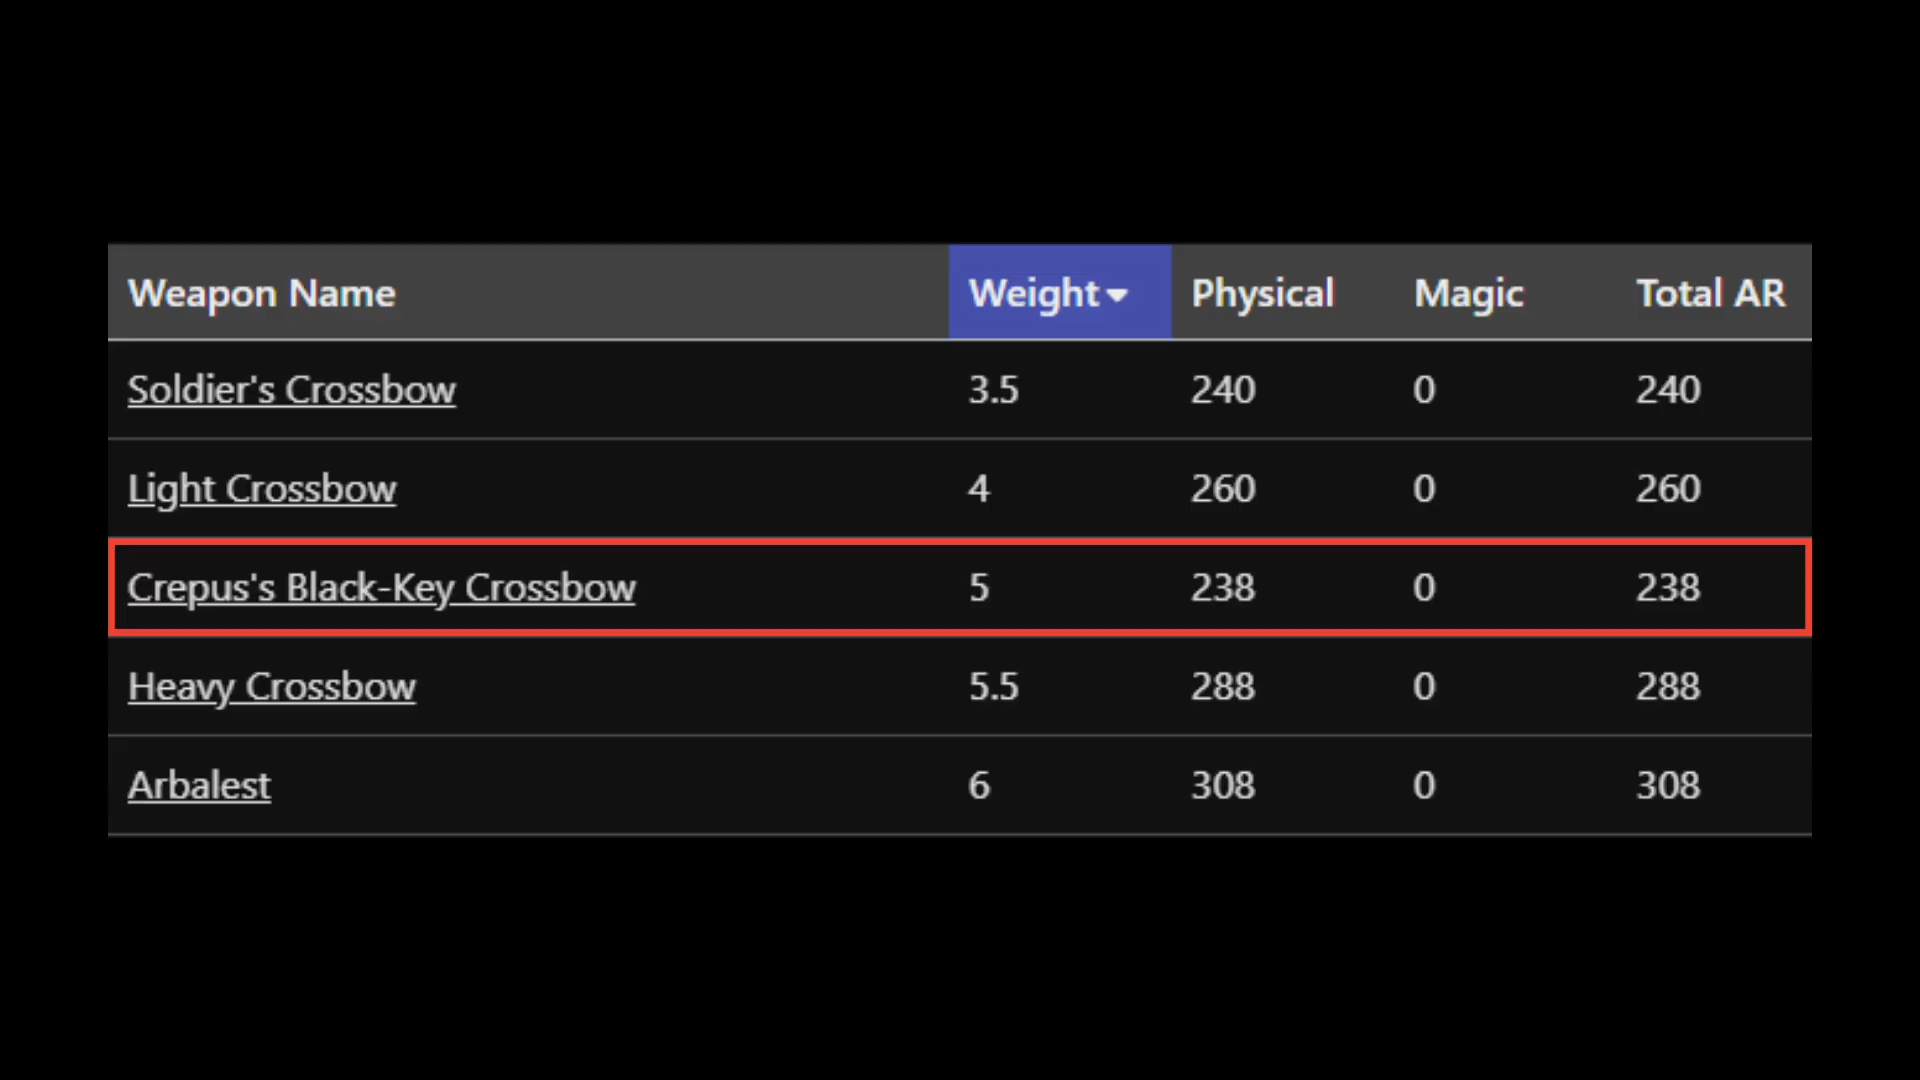 Weapon Name Weight Physical Magic Total AR
Soldier's Crossbow 3.5 240 0 240
Light Crossbow 4 260 0 260
Crepus's Black-Key Crossbow 5 238 0 238
Heavy Crossbow 5.5 288 0 288
Arbalest 6 308 0 308